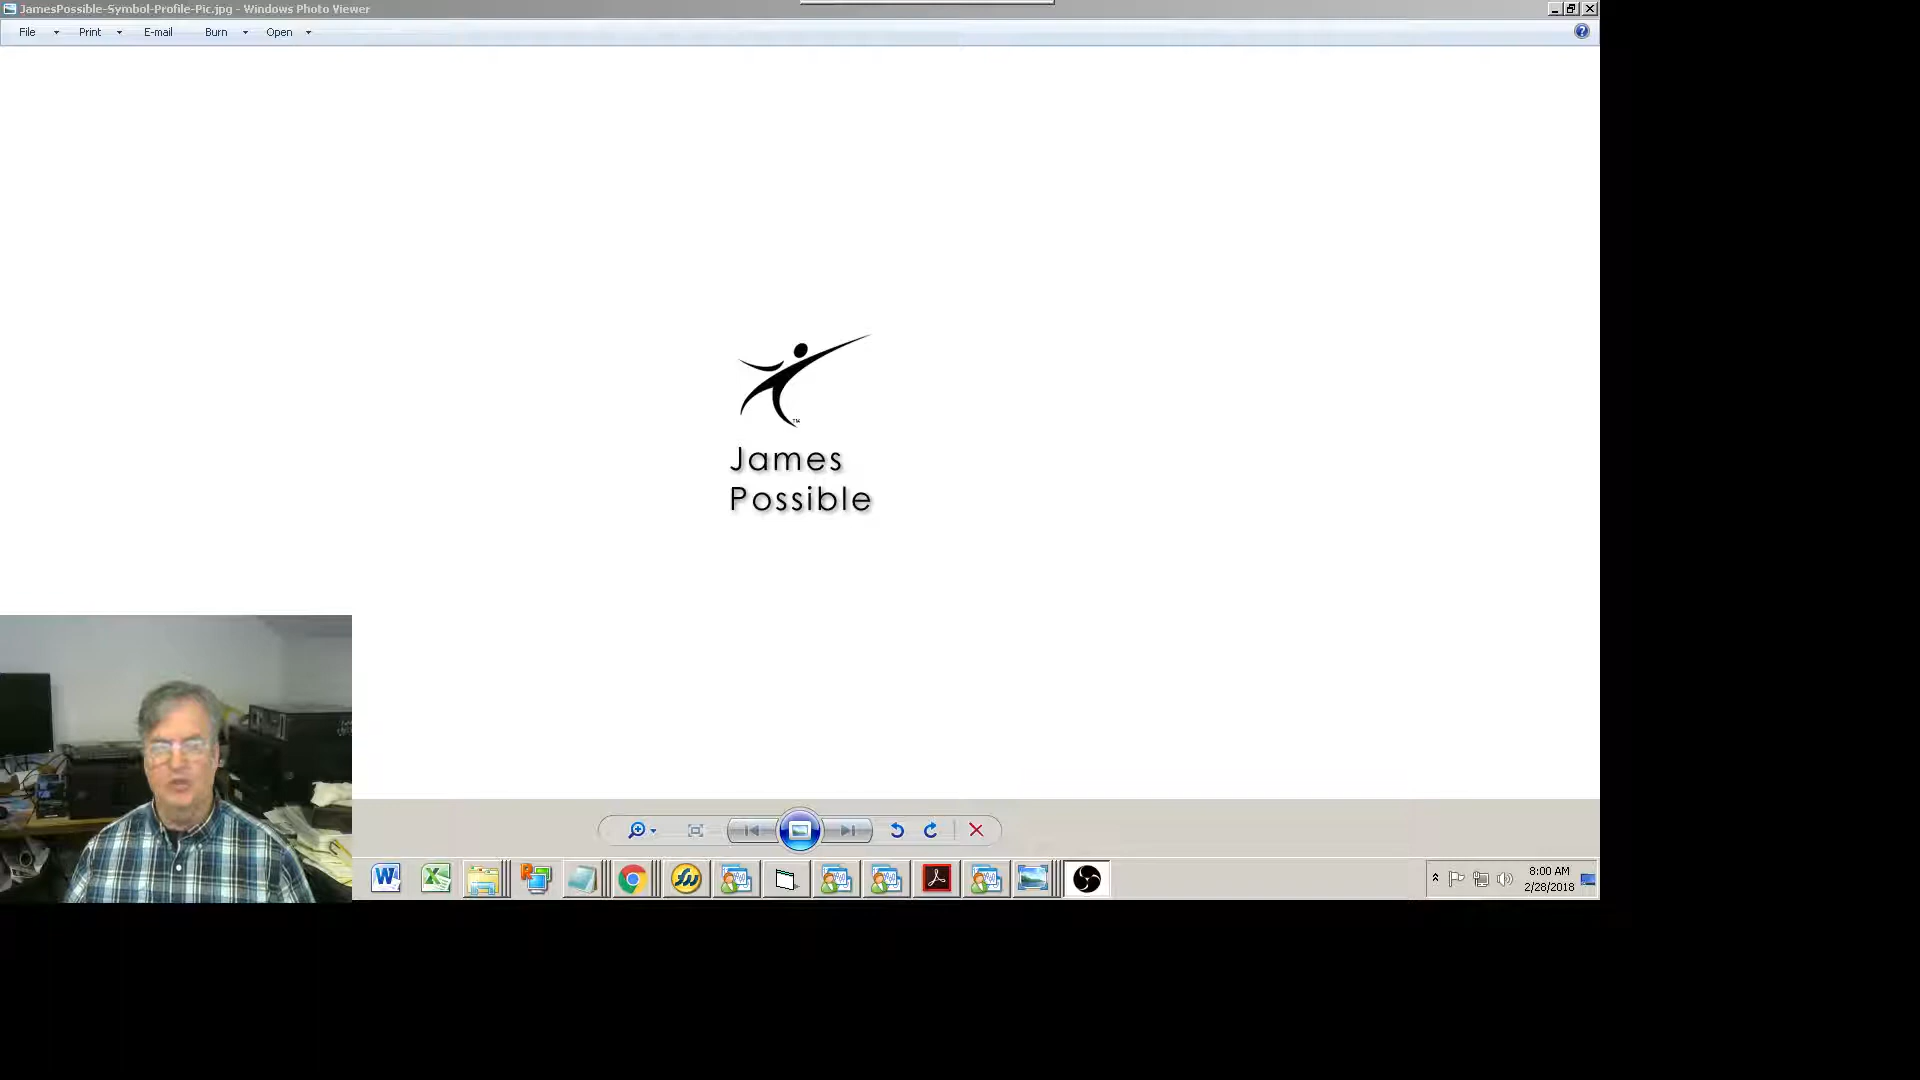 JamesPossible-Symbol-Profile-Pic.jpg - Windows Photo Viewer
File Print E-mail Burn Open
TM
James
Possible
8:00 AM
2/28/2018